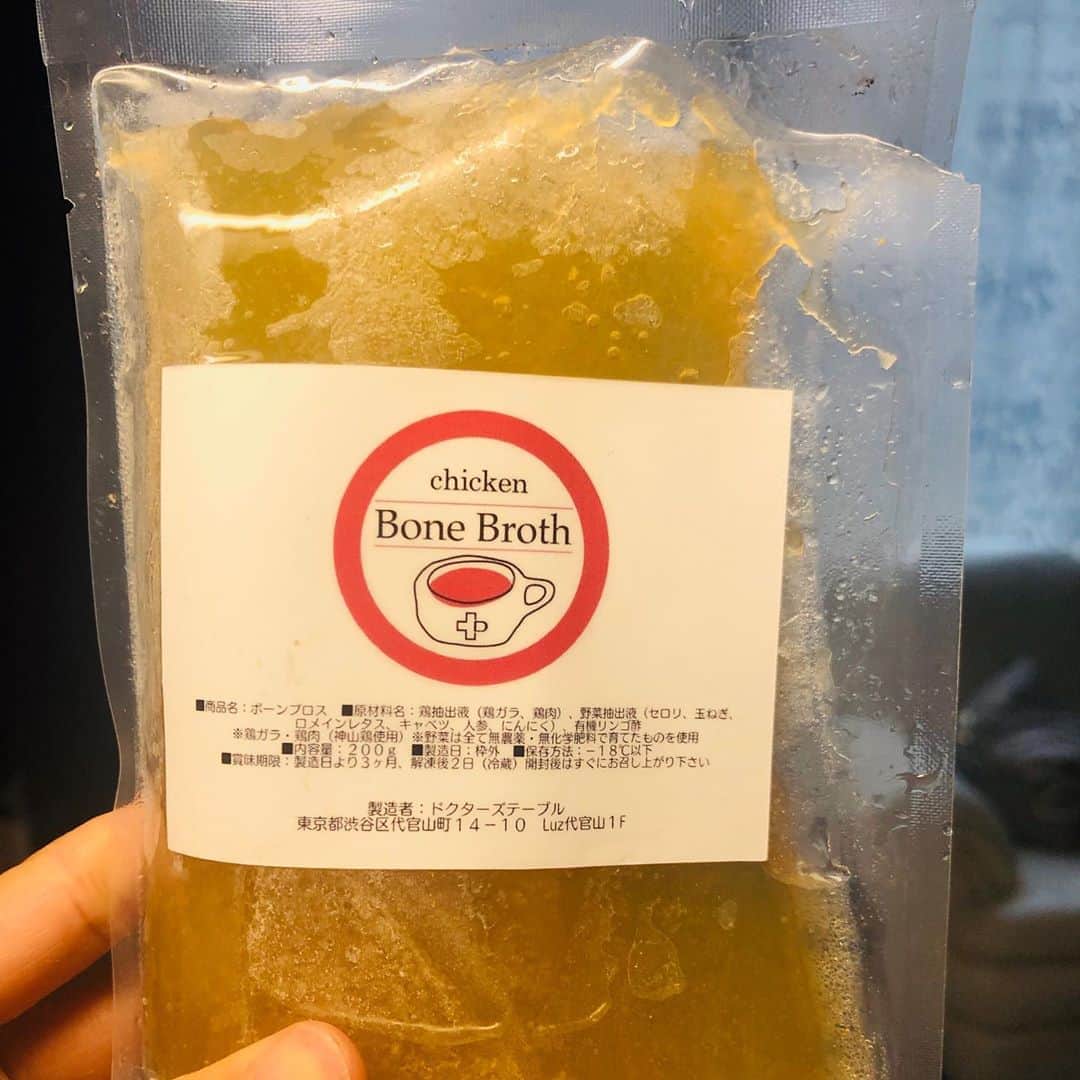 chicken
Bone Broth
■商品名：ボーンブロス　■原材料名：鶏抽出液（鶏ガラ、鶏肉）、野菜抽出液（セロリ、玉ねぎ、
ロメインレタス、キャベツ、人参、にんにく）、有機リンゴ酢
※鶏ガラ・鶏肉（神山鶏使用）※野菜は全て無農薬・無化学肥料で育てたものを使用
■内容量：２００ｇ　■製造日：枠外　■保存方法：－１８℃以下
■賞味期限：製造日より３ヶ月、解凍後２日（冷蔵）開封後はすぐにお召し上がり下さい
製造者：ドクターズテーブル
東京都渋谷区代官山町１４－１０　Luz代官山１F